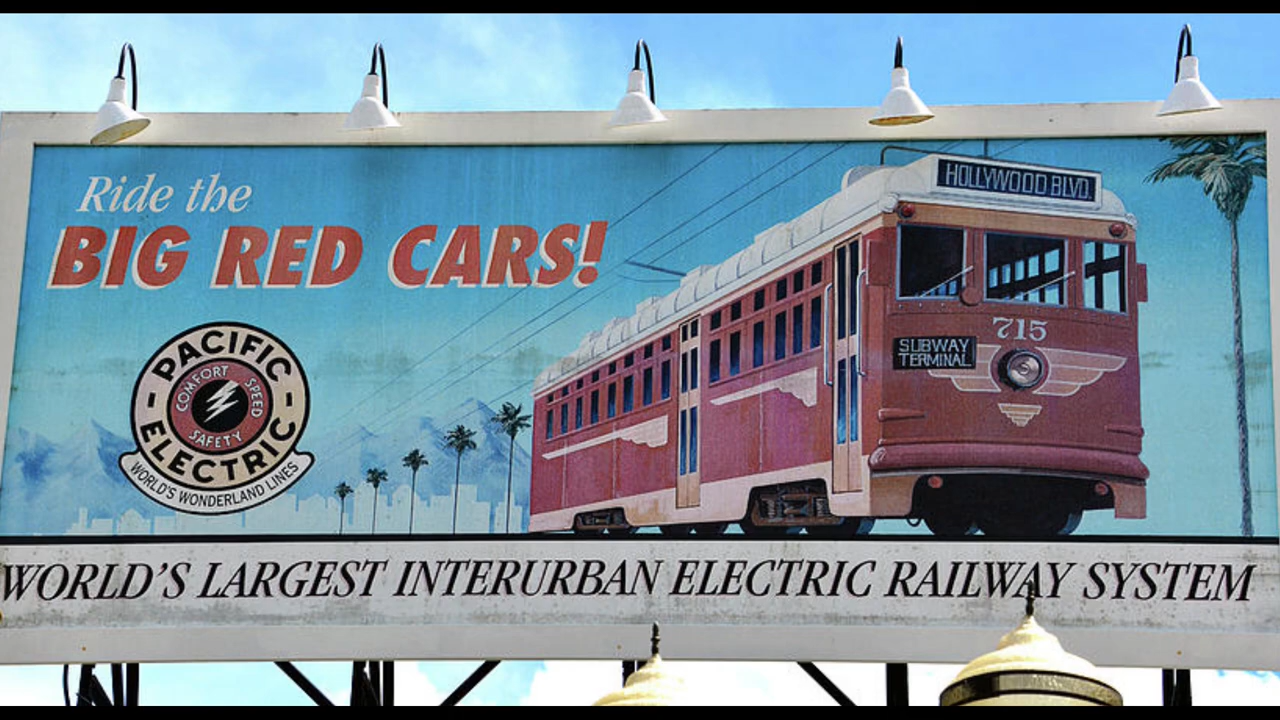 Ride the
BIG RED CARS!
PACIFIC
COMFORT SPEED
SAFETY
ELECTRIC
WORLD'S WONDERLAND LINES
HOLLYWOOD BLVD.
715
SUBWAY
TERMINAL
WORLD'S LARGEST INTERURBAN ELECTRIC RAILWAY SYSTEM